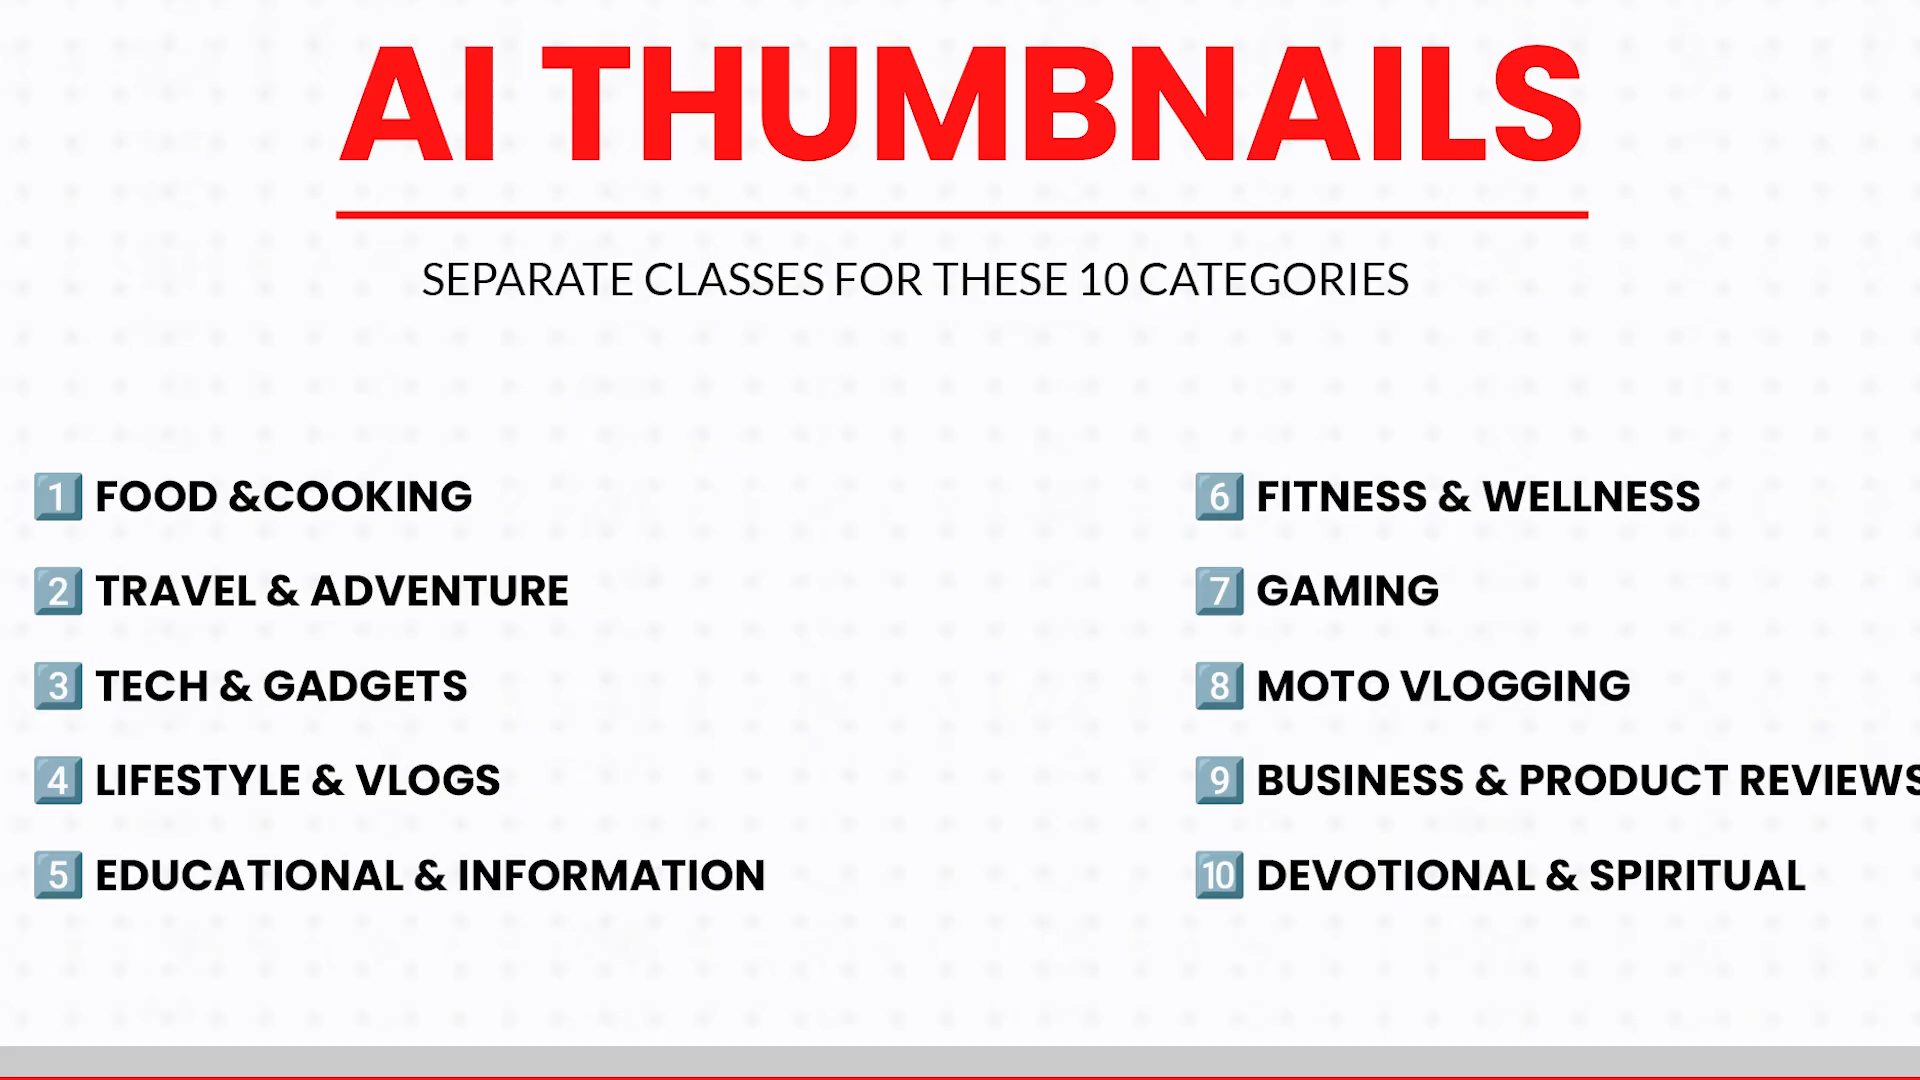 AI THUMBNAILS
SEPARATE CLASSES FOR THESE 10 CATEGORIES
1 FOOD &COOKING
2 TRAVEL & ADVENTURE
3 TECH & GADGETS
4 LIFESTYLE & VLOGS
5 EDUCATIONAL & INFORMATION
6 FITNESS & WELLNESS
7 GAMING
8 MOTO VLOGGING
9 BUSINESS & PRODUCT REVIEWS
10 DEVOTIONAL & SPIRITUAL